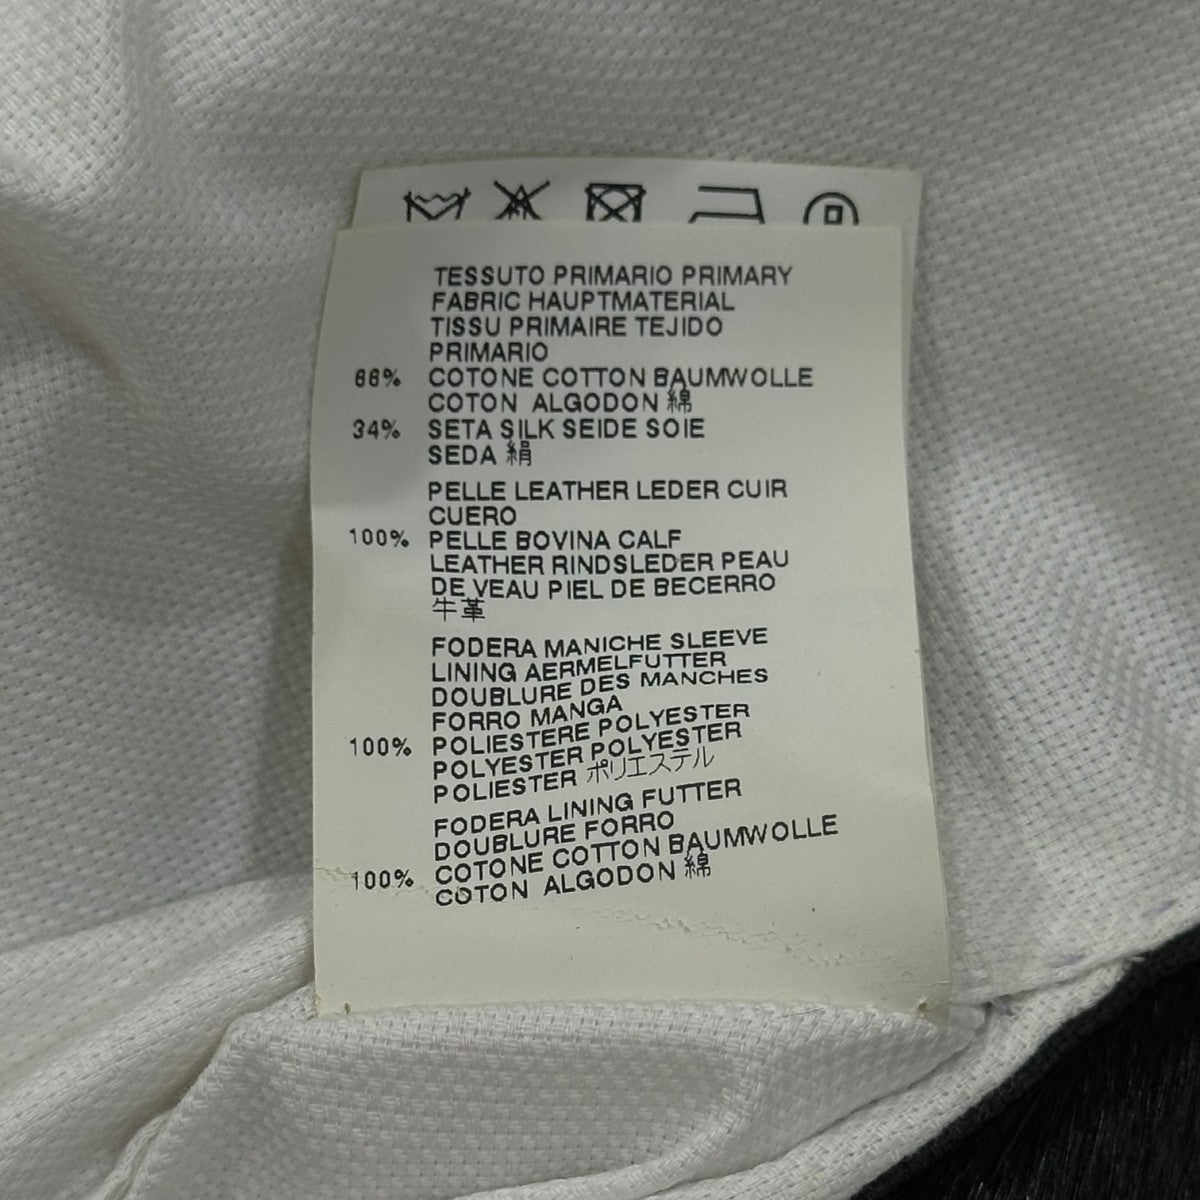 TESSUTO PRIMARIO PRIMARY
FABRIC HAUPTMATERIAL
TISSU PRIMAIRE TEJIDO
PRIMARIO
66% COTONE COTTON BAUMWOLLE
COTON ALGODON 綿
34% SETA SILK SEIDE SOIE
SEDA 絹
PELLE LEATHER LEDER CUIR
CUERO
100% PELLE BOVINA CALF
LEATHER RINDSLEDER PEAU
DE VEAU PIEL DE BECERRO
牛革
FODERA MANICHE SLEEVE
LINING AERMELFUTTER
DOUBLURE DES MANCHES
FORRO MANGA
100% POLIESTERE POLYESTER
POLYESTER POLYESTER
POLIESTER ポリエステル
FODERA LINING FUTTER
DOUBLURE FORRO
100% COTONE COTTON BAUMWOLLE
COTON ALGODON 綿